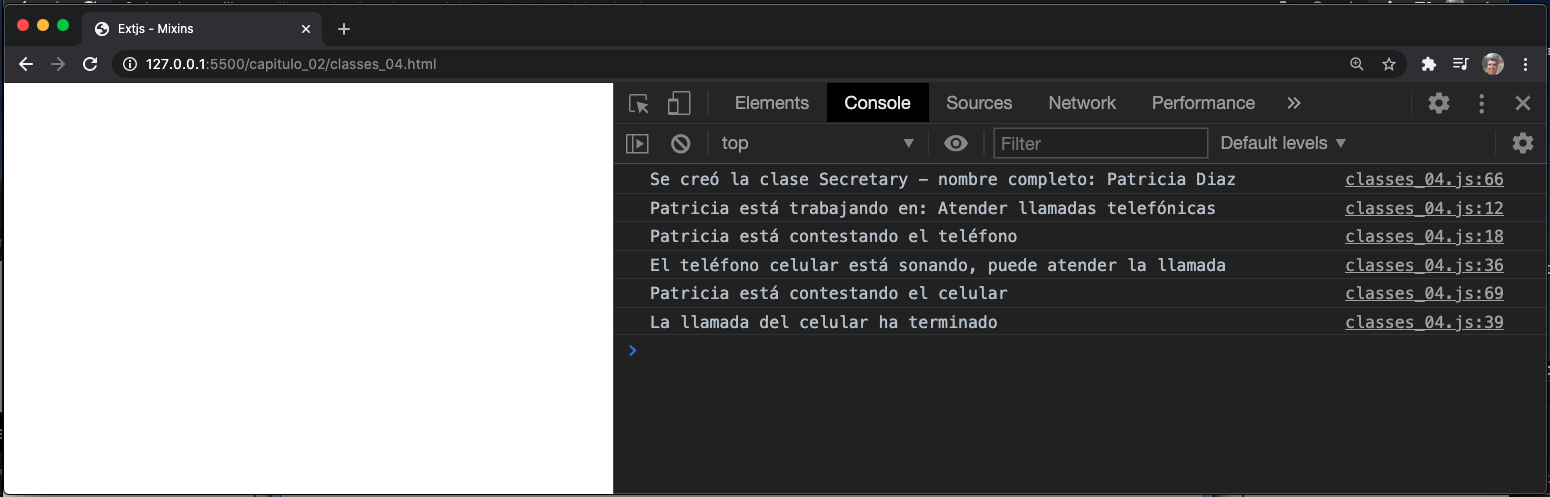 Extjs - Mixins
127.0.0.1:5500/capitulo_02/classes_04.html
Elements Console Sources Network Performance »
top ▼ Filter Default levels ▼
Se creó la clase Secretary - nombre completo: Patricia Diaz classes_04.js:66
Patricia está trabajando en: Atender llamadas telefónicas classes_04.js:12
Patricia está contestando el teléfono classes_04.js:18
El teléfono celular está sonando, puede atender la llamada classes_04.js:36
Patricia está contestando el celular classes_04.js:69
La llamada del celular ha terminado classes_04.js:39